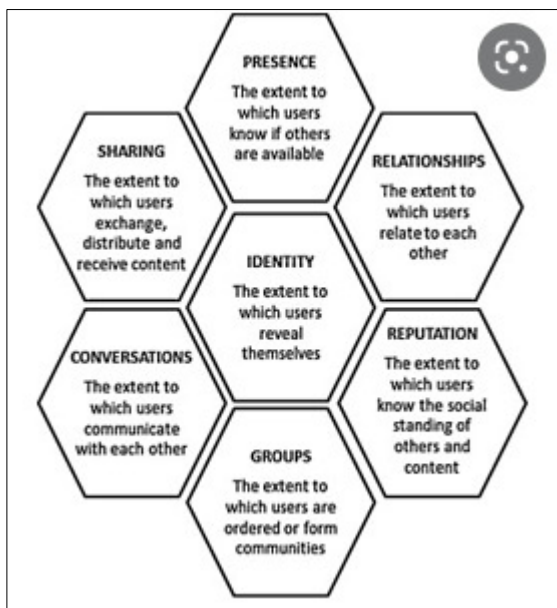 PRESENCE
The extent to
which users
know if others
are available
SHARING
The extent to
which users
exchange,
distribute and
receive content
RELATIONSHIPS
The extent to
which users
relate to each
other
IDENTITY
The extent to
which users
reveal
themselves
CONVERSATIONS
The extent to
which users
communicate
with each other
REPUTATION
The extent to
which users
know the social
standing of
others and
content
GROUPS
The extent to
which users are
ordered or form
communities